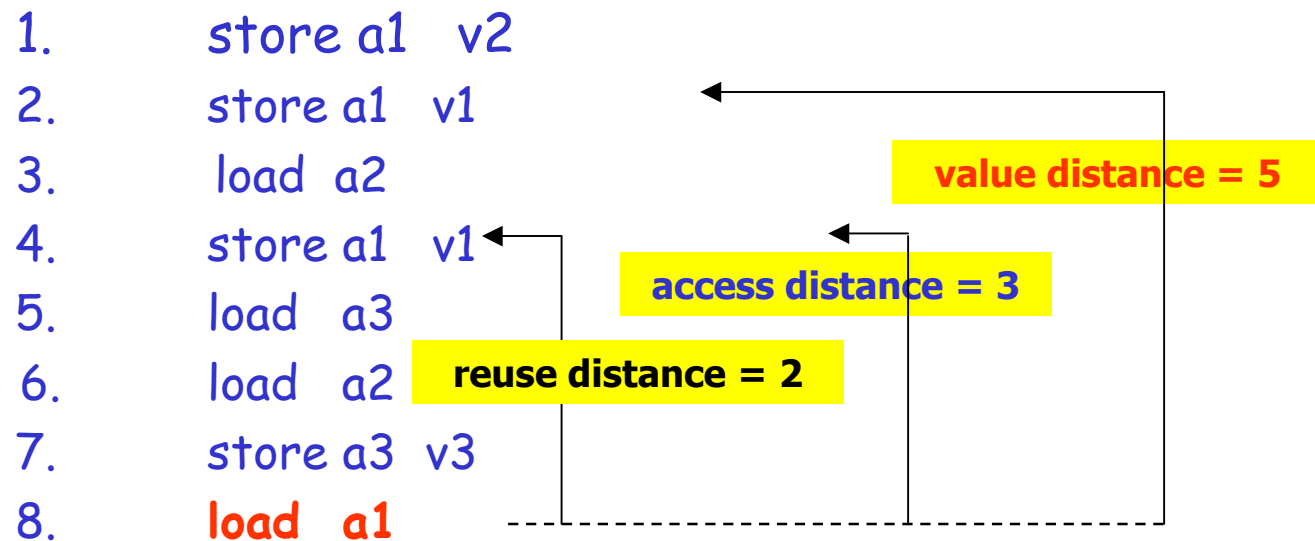 1. store a1 v2
2. store a1 v1
3. load a2
value distance = 5
4. store a1 v1
access distance = 3
5. load a3
6. load a2
reuse distance = 2
7. store a3 v3
8. load a1